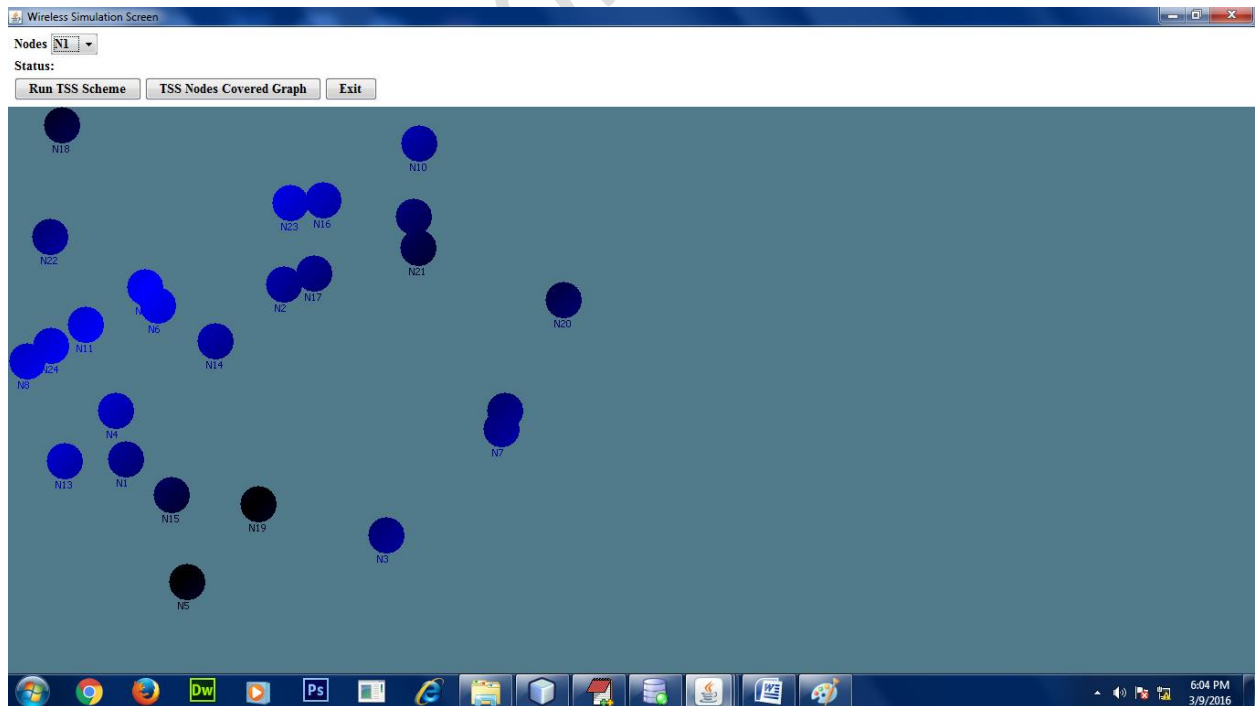 Wireless Simulation Screen
Nodes N1
Status:
Run TSS Scheme TSS Nodes Covered Graph Exit
N18
N10
N23 N16
N22
N21
N2 N17
N6
N20
N11
N14
N24
N8
N4
N7
N13 N1
N15
N19
N3
N5
Dw
Ps
6:04 PM
3/9/2016